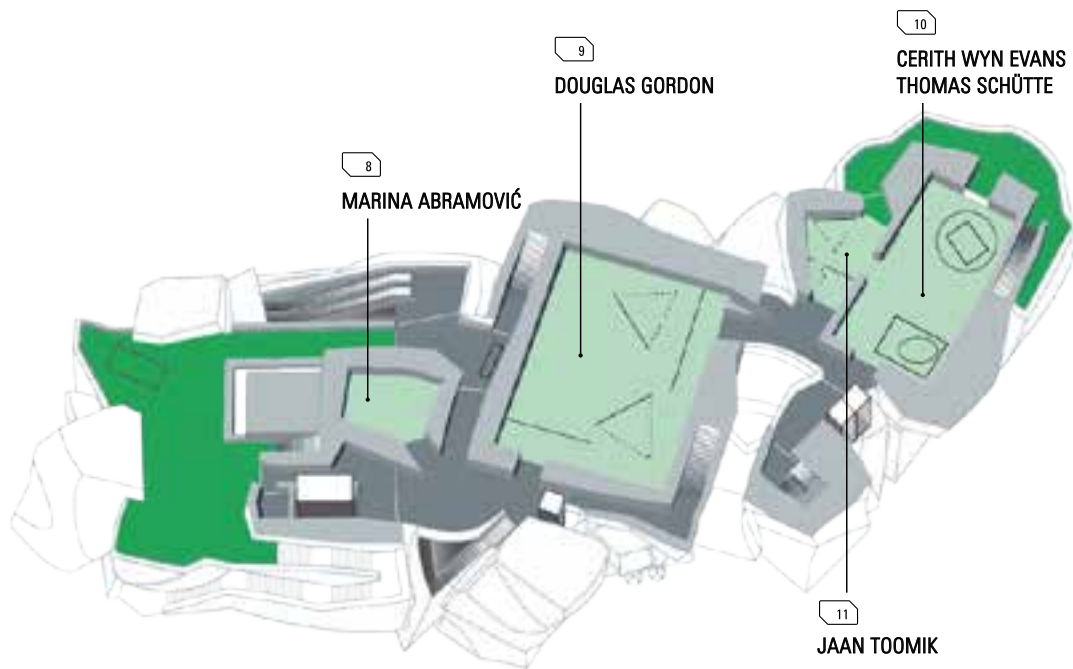 10
CERITH WYN EVANS
THOMAS SCHÜTTE
9
DOUGLAS GORDON
8
MARINA ABRAMOVIĆ
11
JAAN TOOMIK